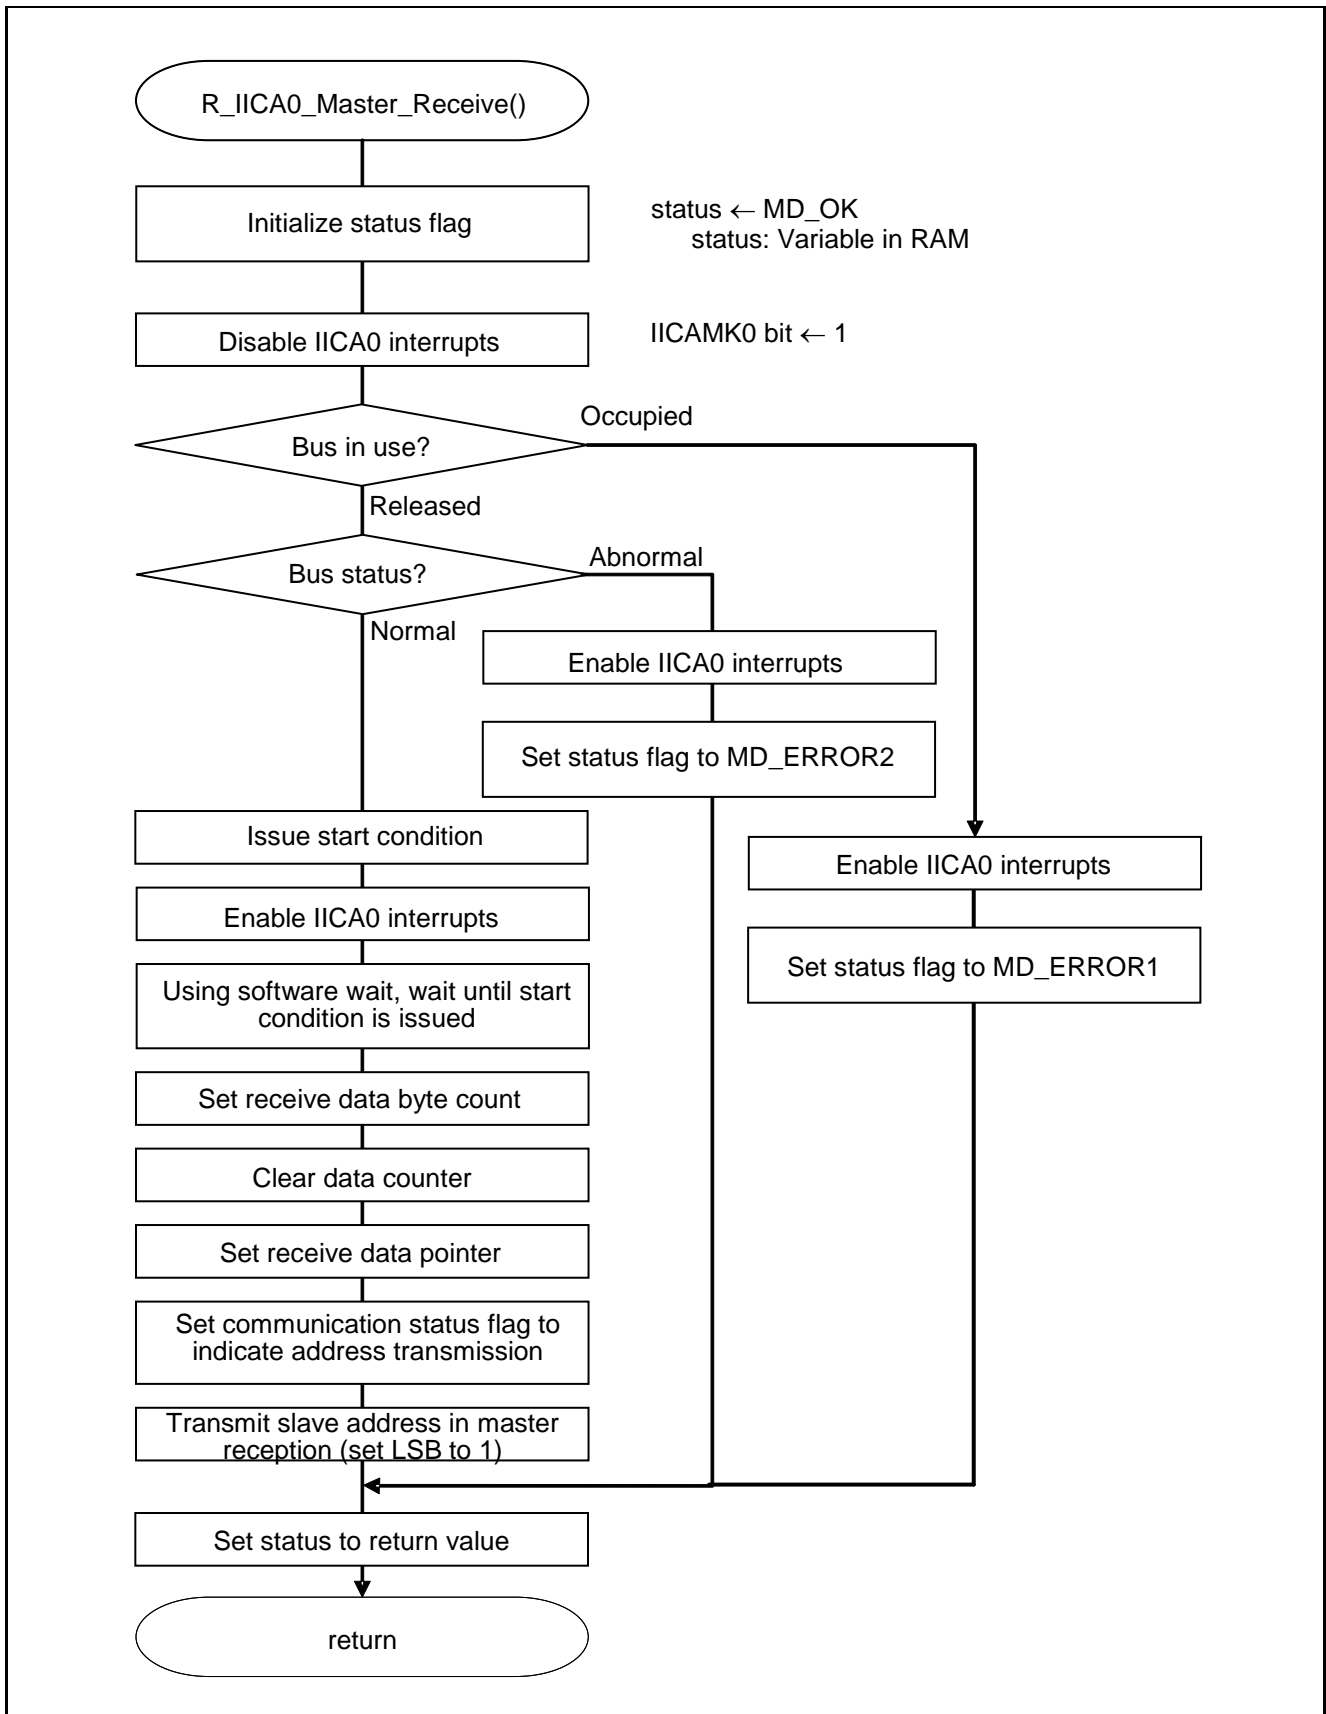 R_IICA0_Master_Receive()
Initialize status flag
status ← MD_OK
status: Variable in RAM
Disable IICA0 interrupts
IICAMK0 bit ← 1
Occupied
Bus in use?
Released
Abnormal
Bus status?
Normal
Enable IICA0 interrupts
Set status flag to MD_ERROR2
Issue start condition
Enable IICA0 interrupts
Enable IICA0 interrupts
Set status flag to MD_ERROR1
Using software wait, wait until start
condition is issued
Set receive data byte count
Clear data counter
Set receive data pointer
Set communication status flag to
indicate address transmission
Transmit slave address in master
reception (set LSB to 1)
Set status to return value
return